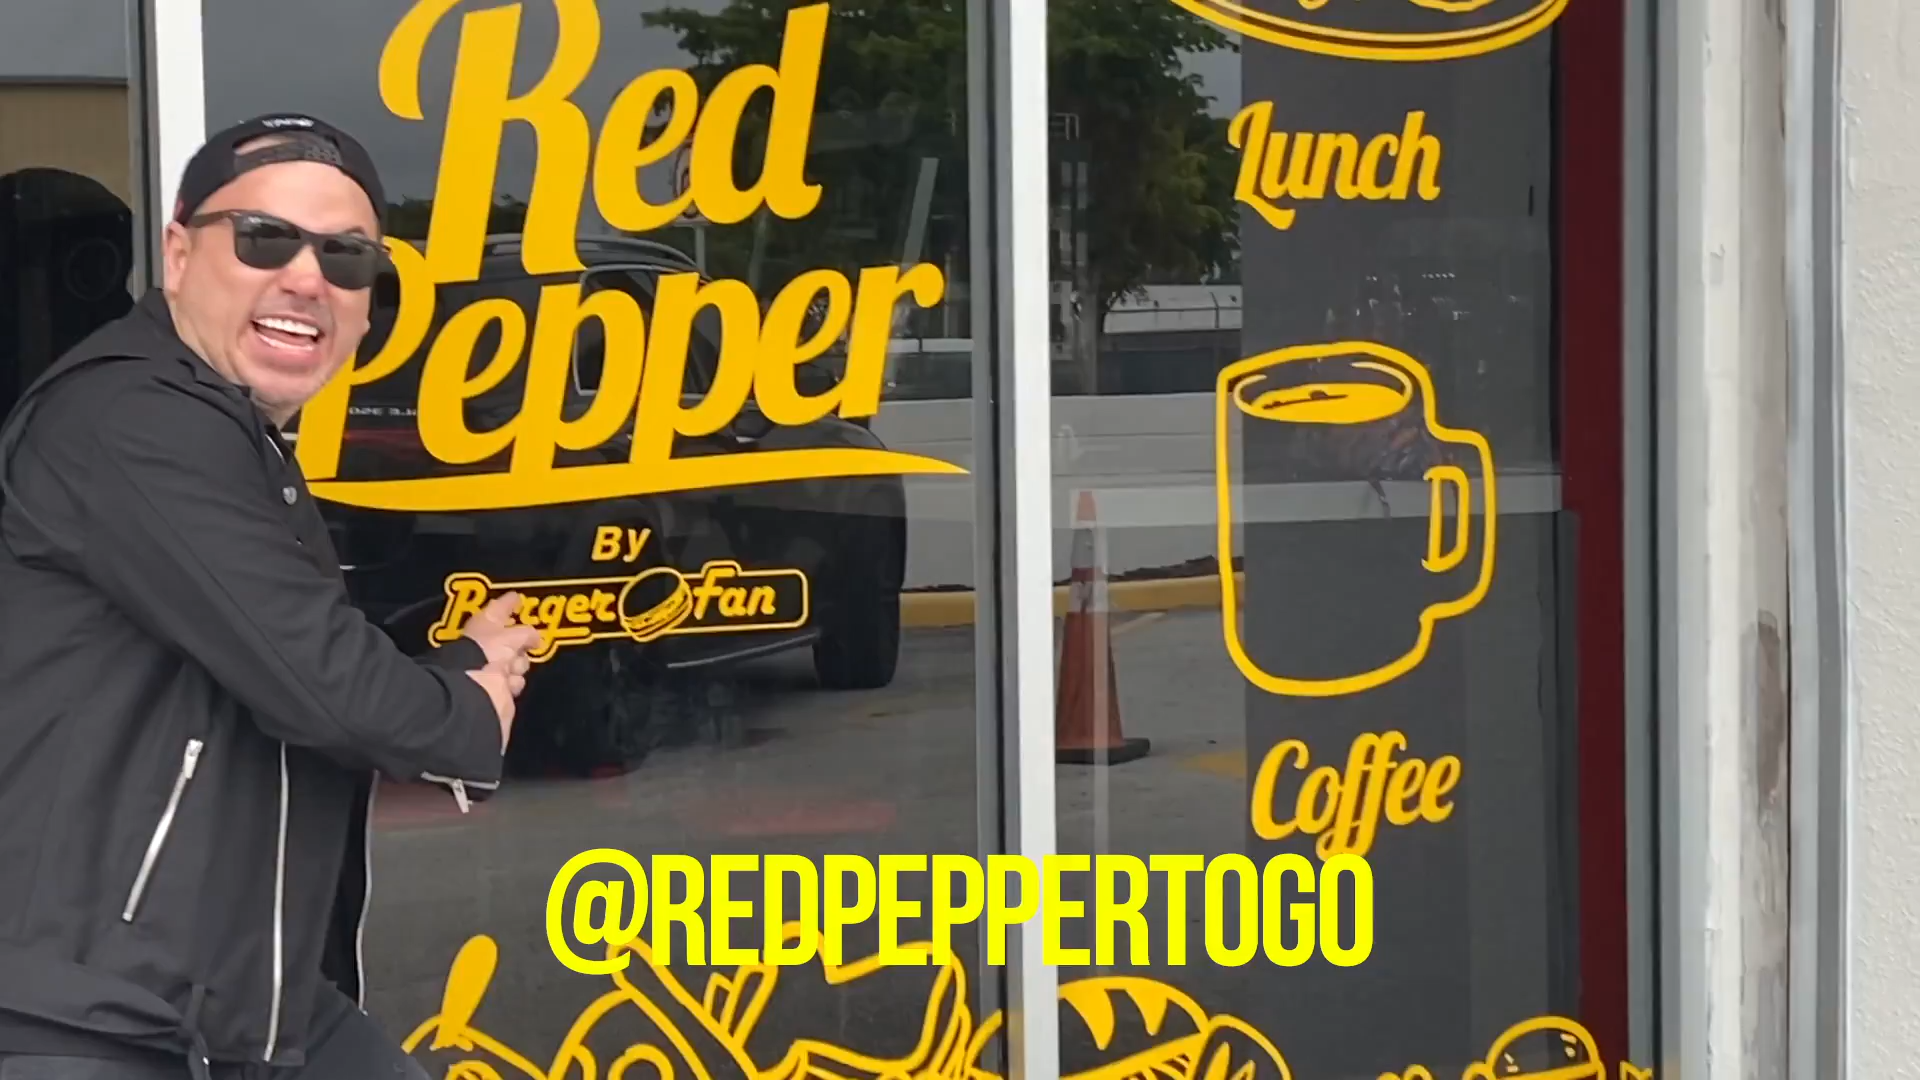 Red
Pepper
By
Burger Fan
Lunch
Coffee
@REDPEPPERTOGO